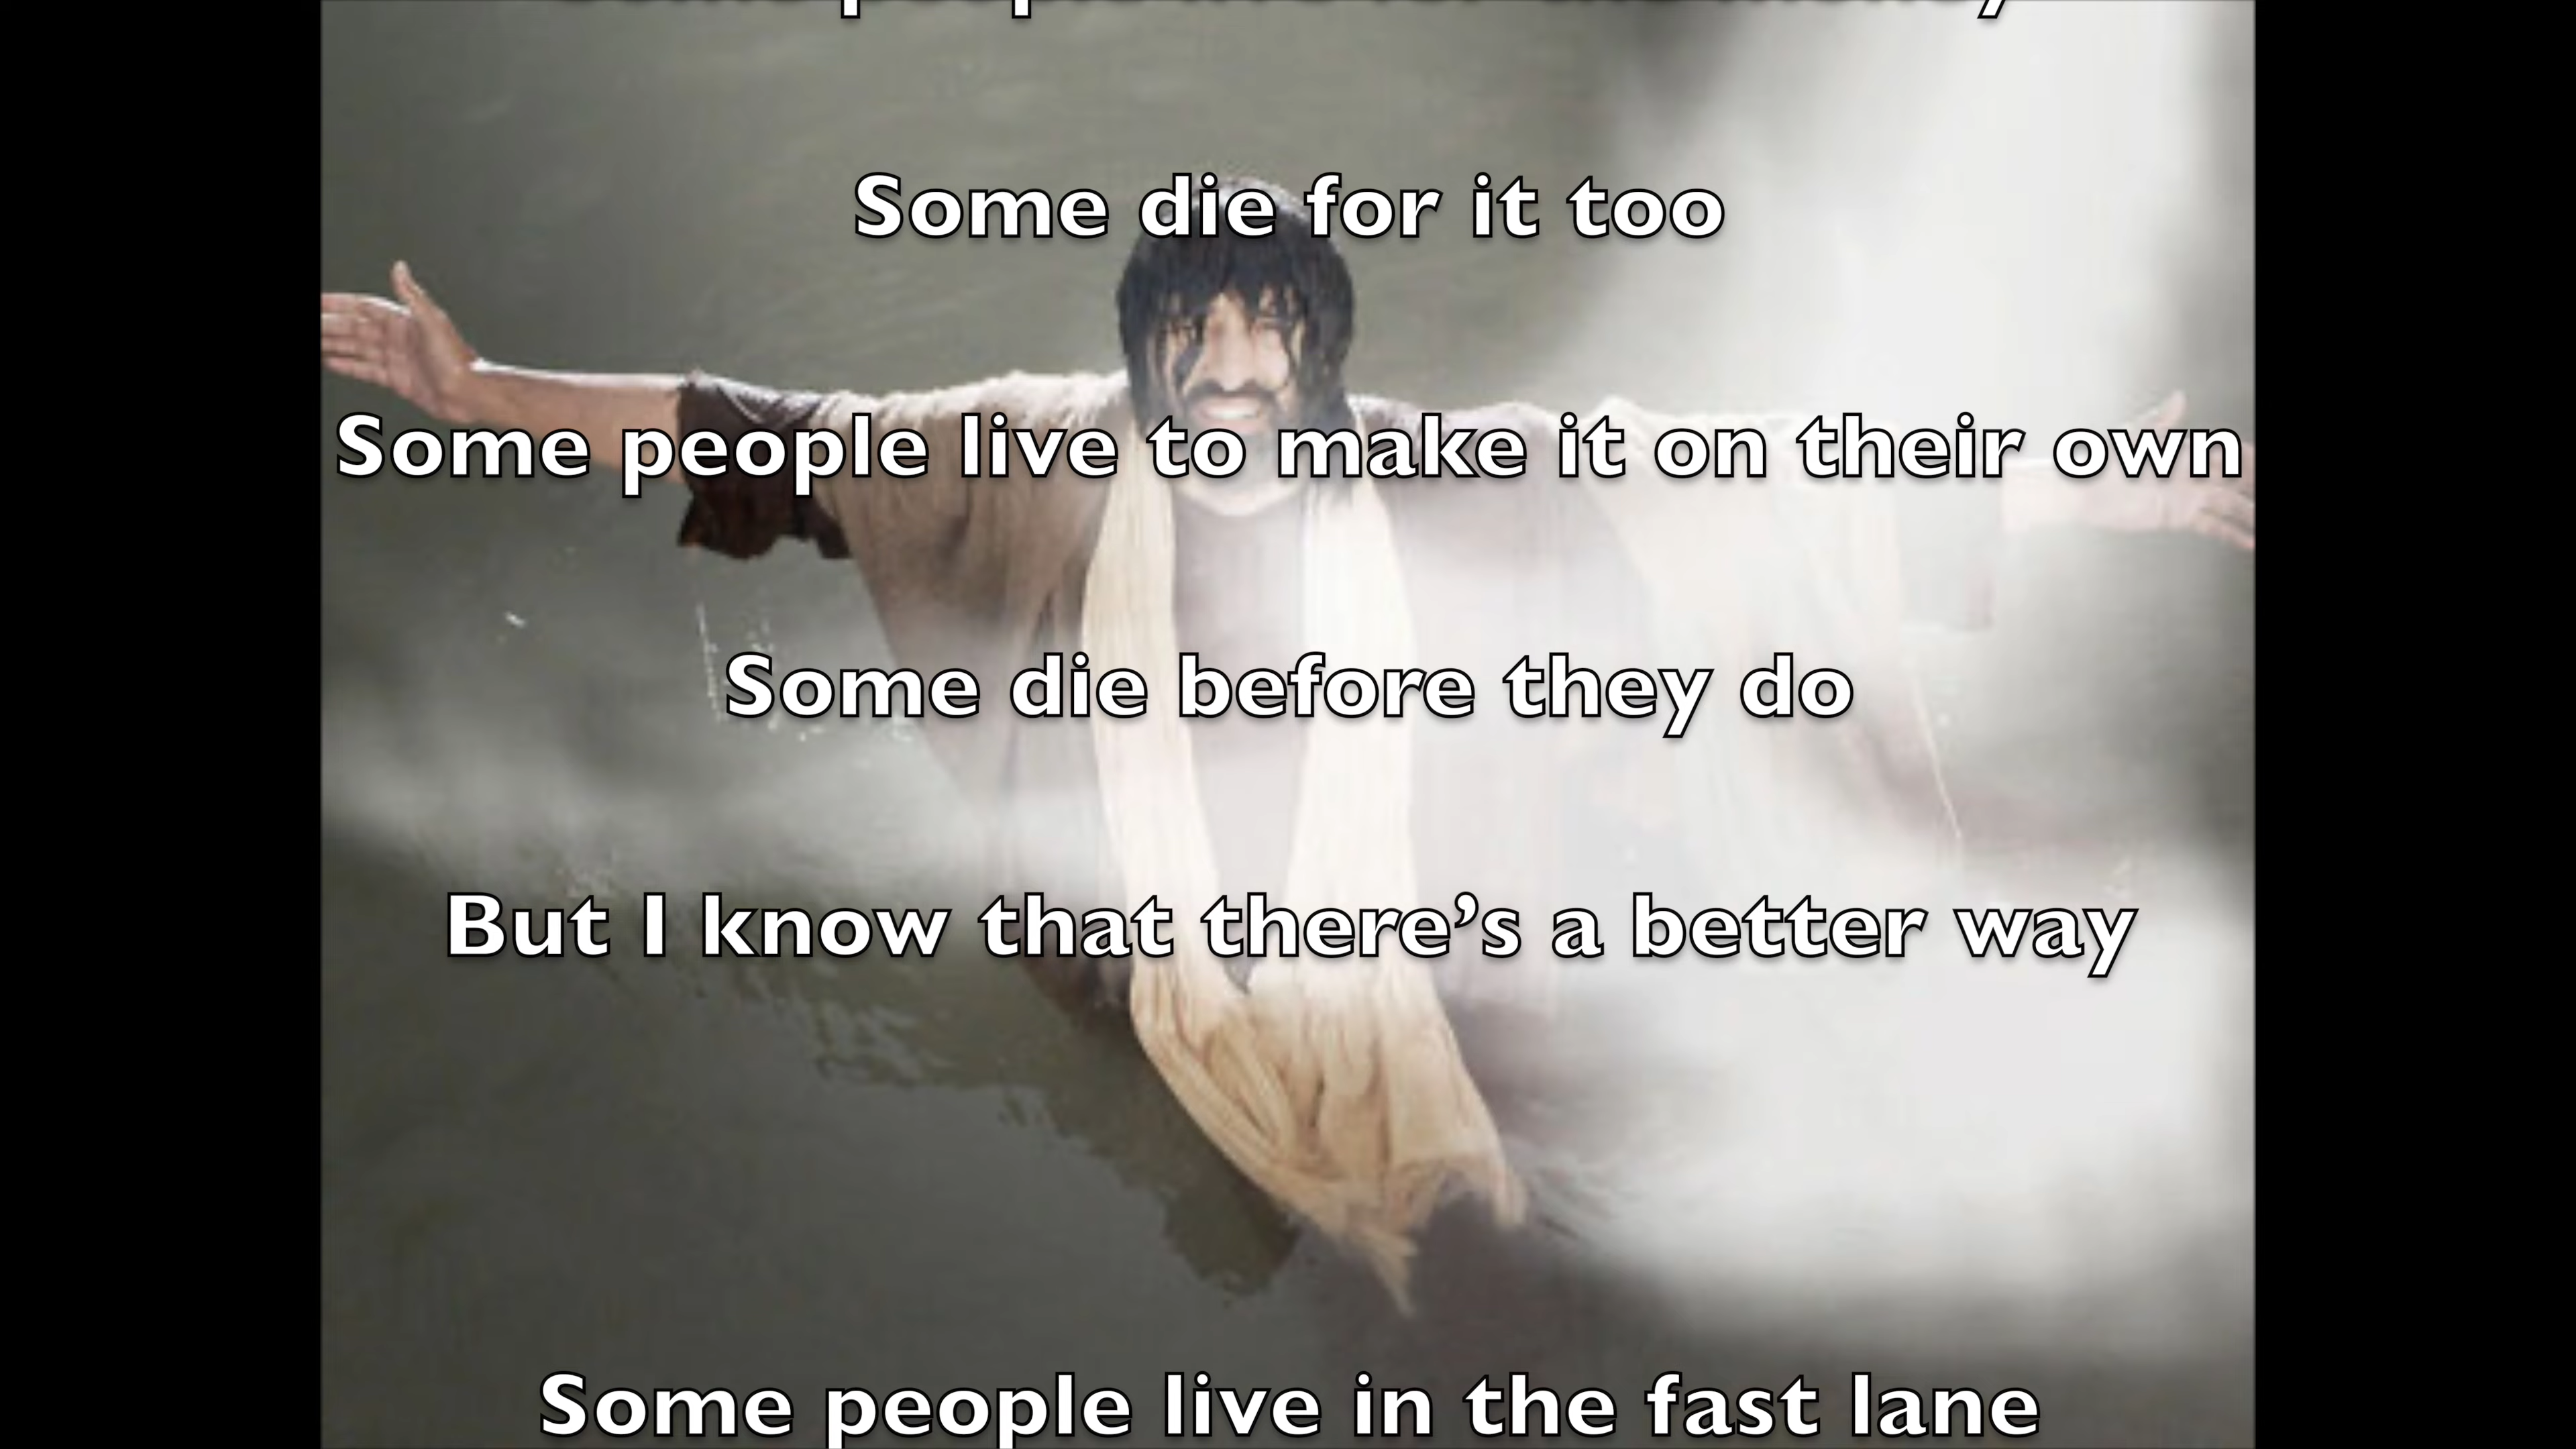 Some die for it too
Some people live to make it on their own
Some die before they do
But I know that there's a better way
Some people live in the fast lane